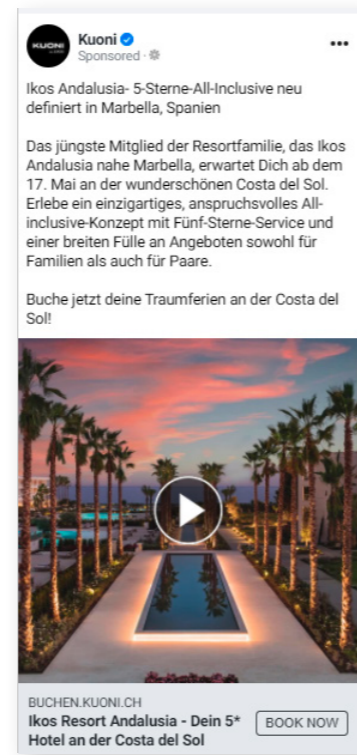 KUONI
Kuoni
Sponsored ·
Ikos Andalusia- 5-Sterne-All-Inclusive neu
definiert in Marbella, Spanien
Das jüngste Mitglied der Resortfamilie, das Ikos
Andalusia nahe Marbella, erwartet Dich ab dem
17. Mai an der wunderschönen Costa del Sol.
Erlebe ein einzigartiges, anspruchsvolles All-
inclusive-Konzept mit Fünf-Sterne-Service und
einer breiten Fülle an Angeboten sowohl für
Familien als auch für Paare.
Buche jetzt deine Traumferien an der Costa del
Sol!
BUCHEN.KUONI.CH
Ikos Resort Andalusia - Dein 5*
Hotel an der Costa del Sol
BOOK NOW